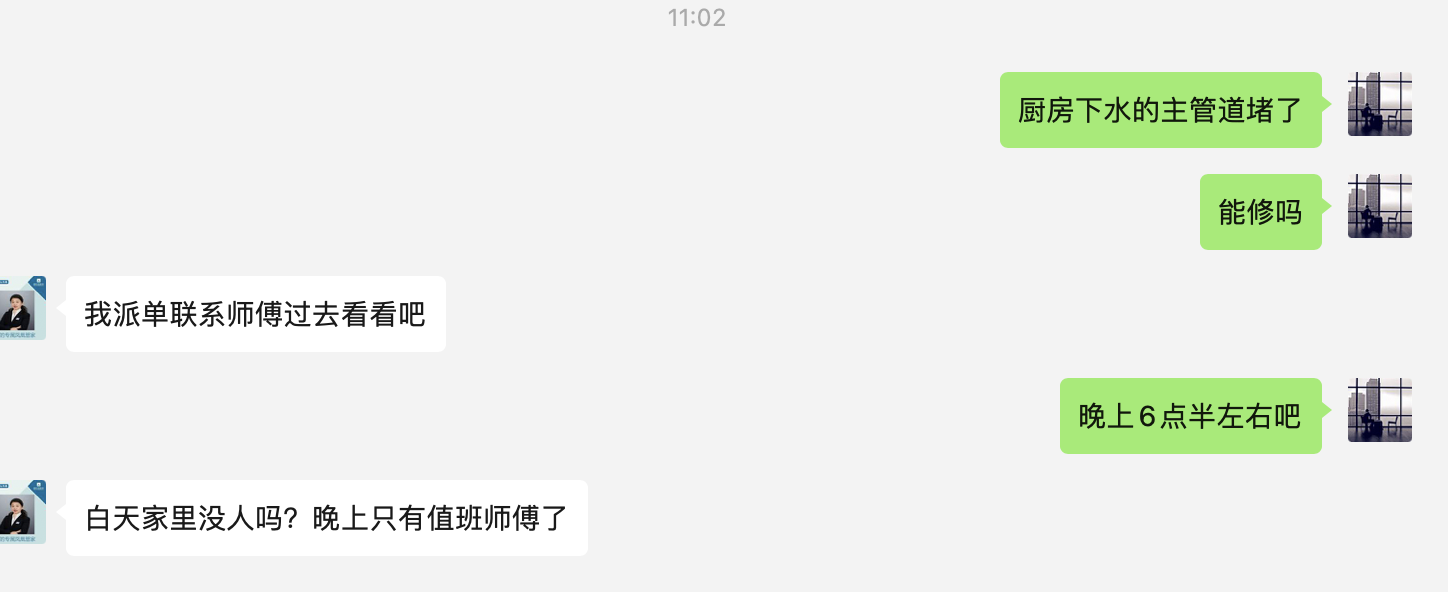 11:02
厨房下水的主管道堵了
能修吗
我派单联系师傅过去看看吧
晚上6点半左右吧
白天家里没人吗？晚上只有值班师傅了